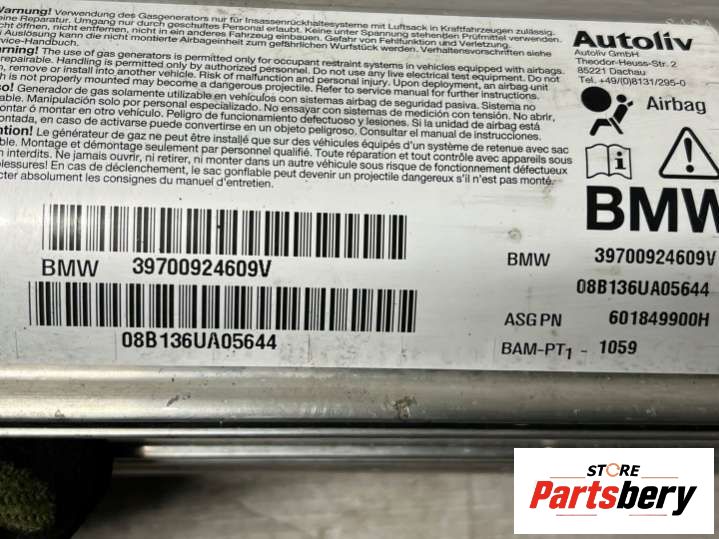 Warnung! Verwendung des Gasgenerators nur für Insassenrückhaltesysteme mit Luftsack in Kraftfahrzeugen zulässig.
Keine Reparatur. Umgang nur durch geschultes Personal erlauben. Nie unter Spannung stehenden Prüfmittel verwenden.
nicht öffnen, nicht in ein anderes Fahrzeug einbauen. Gefahr durch Fehlfunktion und Verletzung.
Auslösung kann die nicht montierte Airbageinheit zum gefährlichen Wurfstück werden. Verhaltensvorschriften siehe
Service-Handbuch.
Warning! The use of gas generators is permitted only for occupant restraint systems in vehicles equipped with airbags.
repairable. Handling is permitted only by authorized personnel. Do not use any live electrical test equipment. Do not
n, remove or install into another vehicle. Risk of malfunction and personal injury. Upon deployment, an airbag unit
h is not properly mounted may become a dangerous projectile. Refer to service manual for further instructions.
so! Generador de gas solamente utilizable en vehículos con sistemas airbag de seguridad pasiva. Sistema no
able. Manipulación solo por personal especializado. No ensayar con sistemas de medición con tensión. No abrir,
ar o montar en otro vehículo. Peligro de funcionamiento defectuoso y lesiones. Si la unidad de airbag está
ontada, en caso de activarse puede convertirse en un objeto peligroso. Consultar el manual de instrucciones.
ntion! Le générateur de gaz ne peut être installé que sur des véhicules équipés d'un système de retenue avec sac
ble. Montage et démontage seulement par personnel qualifié. Toute réparation et tout contrôle avec appareils sous
n interdits. Ne jamais ouvrir, ni retirer, ni monter dans un autre véhicule sous risque de fonctionnement défectueux
plessures! En cas de déclenchement, le sac gonflable peut devenir un projectile dangereux s'il n'est pas monté.
cter absolument les consignes du manuel d'entretien.
Autoliv
Autoliv GmbH
Theodor-Heuss-Str. 2
85221 Dachau
Tel. +49/(0)8131/295-0
Airbag
BMW
BMW 39700924609V
08B136UA05644
BMW 39700924609V
08B136UA05644
ASG PN 601849900H
BAM-PT1 - 1059
STORE
Partsbery